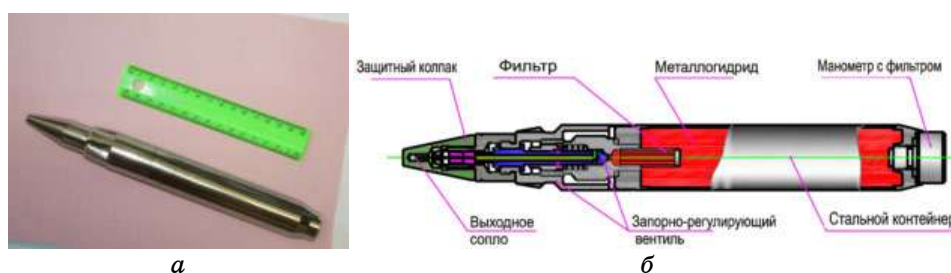 Защитный колпак
Фильтр
Металлогидрид
Манометр с фильтром
Выходное
сопло
Запорно-регулирующий
вентиль
Стальной контейнер
а
б